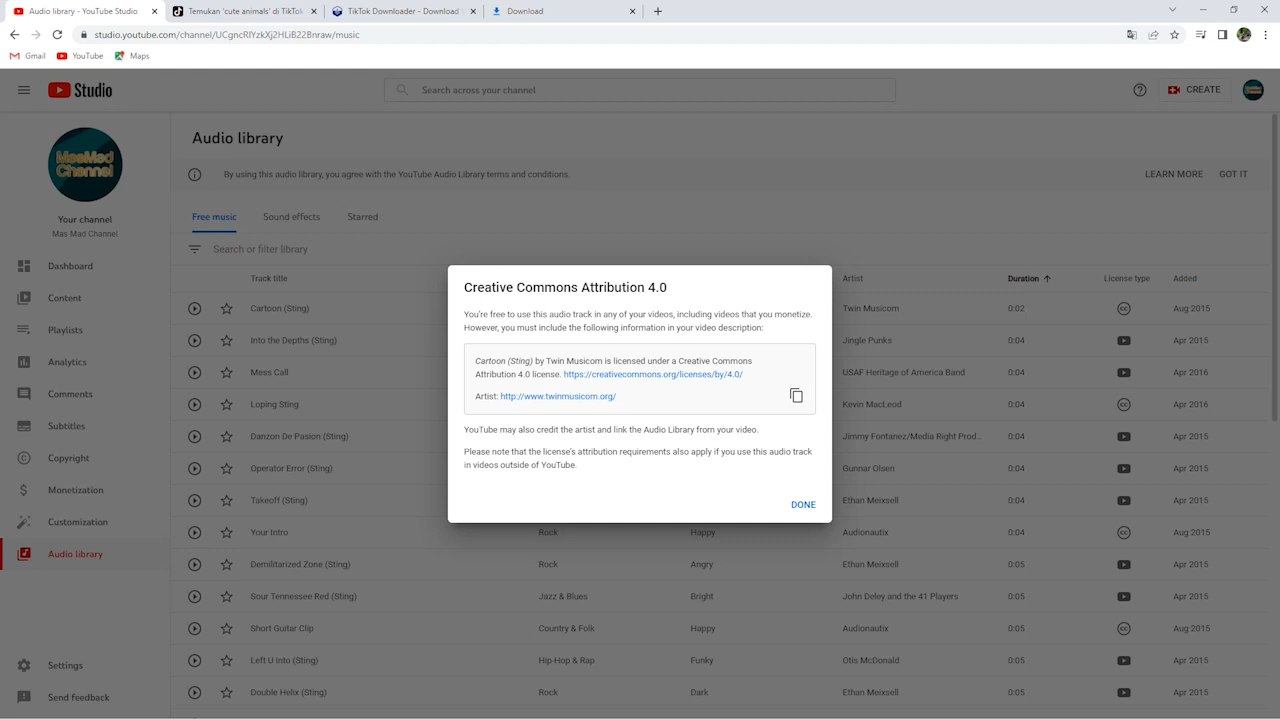 Audio library - YouTube Studio
Temukan 'cute animals' di TikTok
TikTok Downloader - Download
Download
studio.youtube.com/channel/UCgncRIYzkXj2HLiB22Bnraw/music
Gmail YouTube Maps
Studio
Search across your channel
CREATE
MasMad
Channel
Your channel
Mas Mad Channel
Dashboard
Content
Playlists
Analytics
Comments
Subtitles
Copyright
Monetization
Customization
Audio library
Settings
Send feedback
Audio library
By using this audio library, you agree with the YouTube Audio Library terms and conditions.
LEARN MORE GOT IT
Free music Sound effects Starred
Search or filter library
Track title Artist Duration License type Added
Cartoon (Sting) Twin Musicom 0:02 Aug 2015
Into the Depths (Sting) Jingle Punks 0:04 Apr 2015
Mess Call USAF Heritage of America Band 0:04 Apr 2016
Loping Sting Kevin MacLeod 0:04 Apr 2016
Danzon De Pasion (Sting) Jimmy Fontanez/Media Right Prod... 0:04 Apr 2015
Operator Error (Sting) Gunnar Olsen 0:04 Apr 2015
Takeoff (Sting) Ethan Meixsell 0:04 Apr 2015
Your Intro Rock Happy Audionautix 0:04 Aug 2015
Demilitarized Zone (Sting) Rock Angry Ethan Meixsell 0:05 Apr 2015
Sour Tennessee Red (Sting) Jazz & Blues Bright John Deley and the 41 Players 0:05 Apr 2015
Short Guitar Clip Country & Folk Happy Audionautix 0:05 Aug 2015
Left U Into (Sting) Hip-Hop & Rap Funky Otis McDonald 0:05 Apr 2015
Double Helix (Sting) Rock Dark Ethan Meixsell 0:05 Apr 2015
Creative Commons Attribution 4.0
You're free to use this audio track in any of your videos, including videos that you monetize.
However, you must include the following information in your video description:
Cartoon (Sting) by Twin Musicom is licensed under a Creative Commons
Attribution 4.0 license. https://creativecommons.org/licenses/by/4.0/
Artist: http://www.twinmusicom.org/
YouTube may also credit the artist and link the Audio Library from your video.
Please note that the license's attribution requirements also apply if you use this audio track
in videos outside of YouTube.
DONE